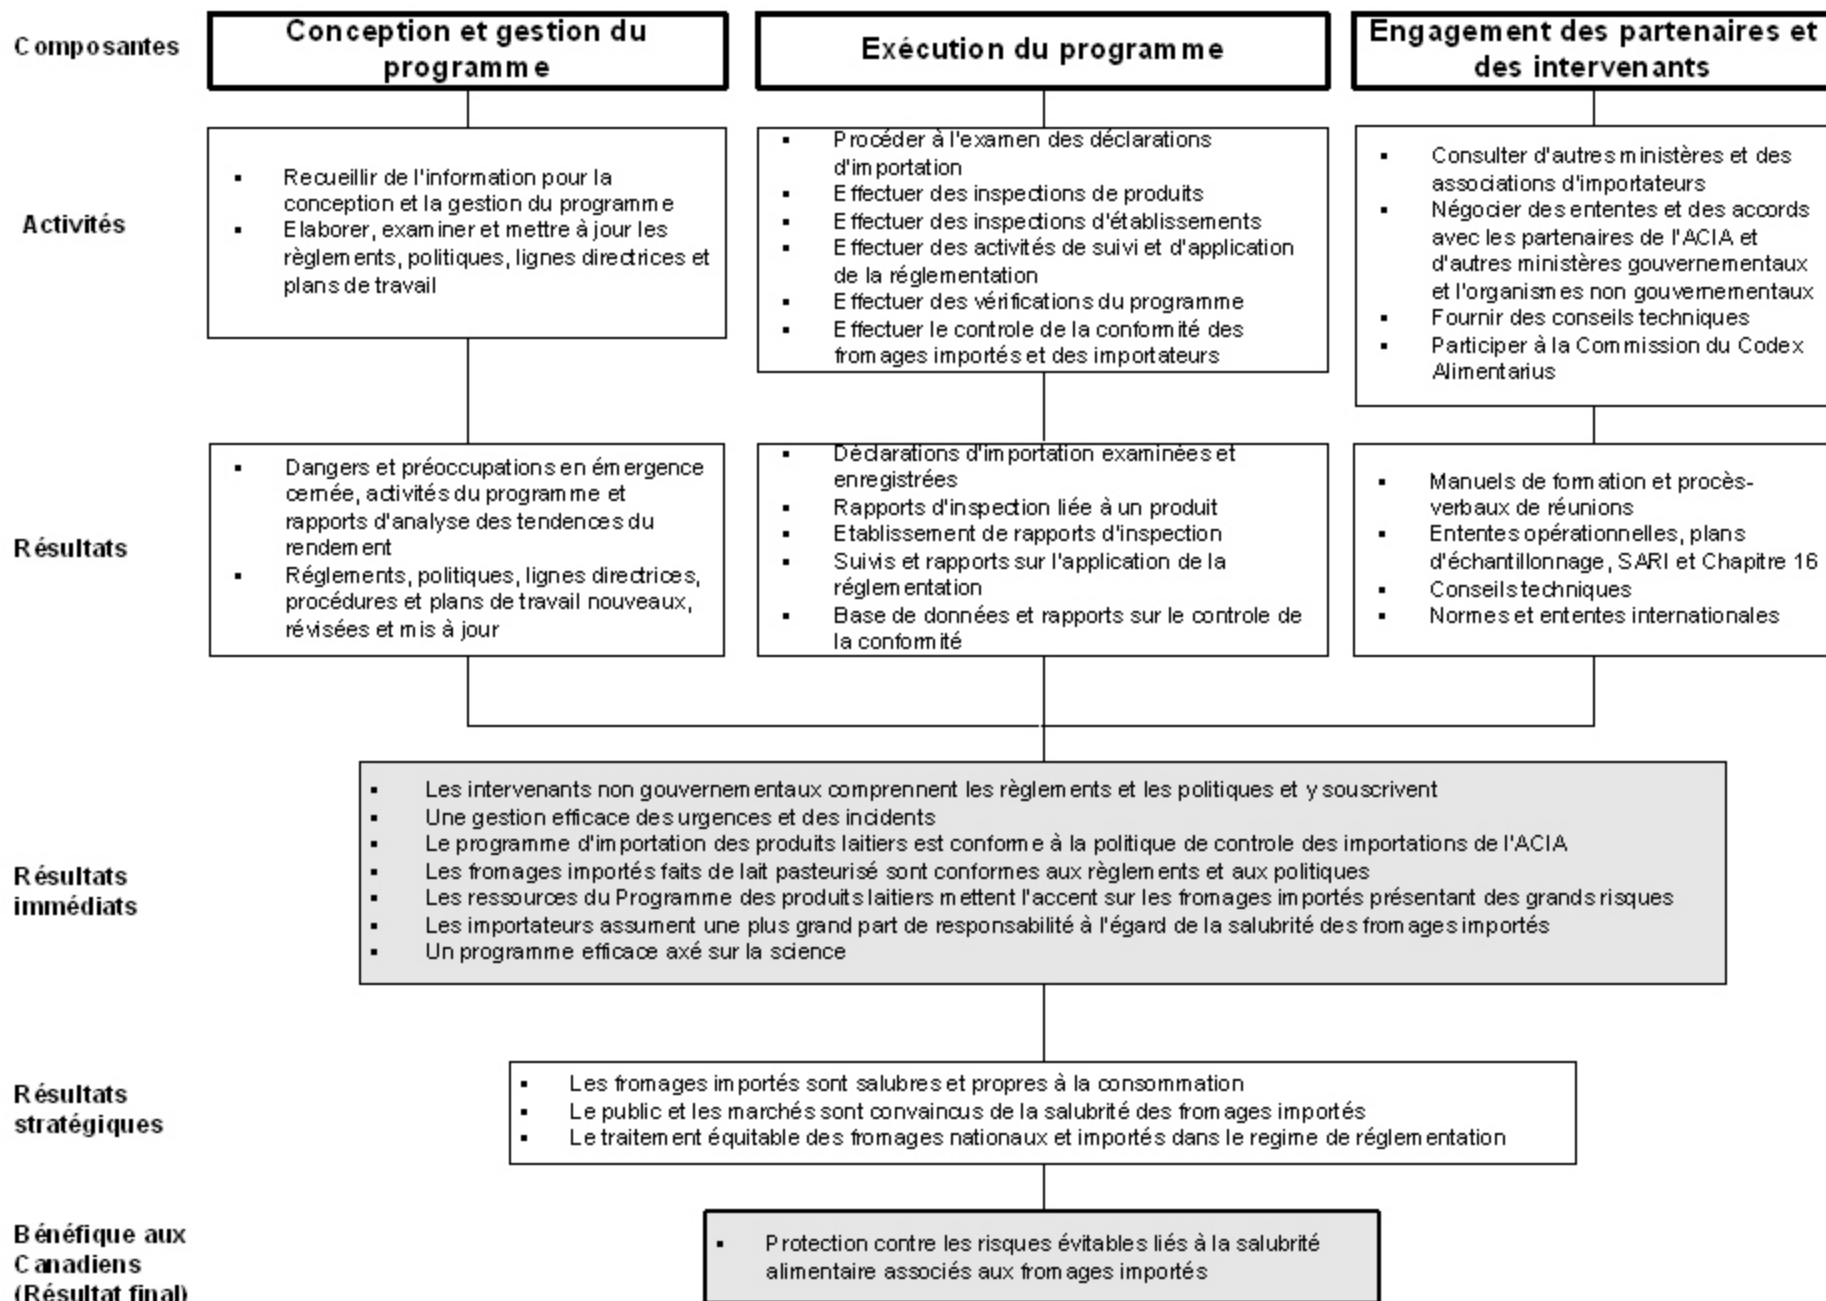 Composantes
Conception et gestion du
programme
Exécution du programme
Engagement des partenaires et
des intervenants
Activités
▪ Recueillir de l'information pour la
conception et la gestion du programme
▪ Elaborer, examiner et mettre à jour les
règlements, politiques, lignes directrices et
plans de travail
▪ Procéder à l'examen des déclarations
d'importation
▪ Effectuer des inspections de produits
▪ Effectuer des inspections d'établissements
▪ Effectuer des activités de suivi et d'application
de la réglementation
▪ Effectuer des vérifications du programme
▪ Effectuer le controle de la conformité des
fromages importés et des importateurs
▪ Consulter d'autres ministères et des
associations d'importateurs
▪ Négocier des ententes et des accords
avec les partenaires de l'ACIA et
d'autres ministères gouvernementaux
et l'organismes non gouvernementaux
▪ Fournir des conseils techniques
▪ Participer à la Commission du Codex
Alimentarius
Résultats
▪ Dangers et préoccupations en émergence
cernée, activités du programme et
rapports d'analyse des tendences du
rendement
▪ Réglements, politiques, lignes directrices,
procédures et plans de travail nouveaux,
révisées et mis à jour
▪ Déclarations d'importation examinées et
enregistrées
▪ Rapports d'inspection liée à un produit
▪ Etablissement de rapports d'inspection
▪ Suivis et rapports sur l'application de la
réglementation
▪ Base de données et rapports sur le controle de
la conformité
▪ Manuels de formation et procès-
verbaux de réunions
▪ Ententes opérationnelles, plans
d'échantillonnage, SARI et Chapitre 16
▪ Conseils techniques
▪ Normes et ententes internationales
Résultats
immédiats
▪ Les intervenants non gouvernementaux comprennent les règlements et les politiques et y souscrivent
▪ Une gestion efficace des urgences et des incidents
▪ Le programme d'importation des produits laitiers est conforme à la politique de controle des importations de l'ACIA
▪ Les fromages importés faits de lait pasteurisé sont conformes aux règlements et aux politiques
▪ Les ressources du Programme des produits laitiers mettent l'accent sur les fromages importés présentant des grands risques
▪ Les importateurs assument une plus grand part de responsabilité à l'égard de la salubrité des fromages importés
▪ Un programme efficace axé sur la science
Résultats
stratégiques
▪ Les fromages importés sont salubres et propres à la consommation
▪ Le public et les marchés sont convaincus de la salubrité des fromages importés
▪ Le traitement équitable des fromages nationaux et importés dans le regime de réglementation
Bénéfique aux
Canadiens
(Résultat final)
▪ Protection contre les risques évitables liés à la salubrité
alimentaire associés aux fromages importés